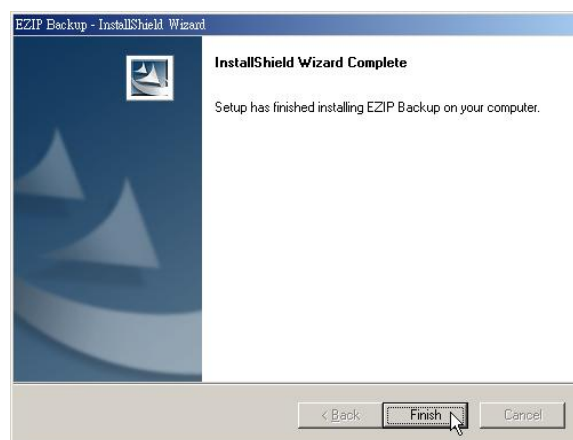 EZIP Backup - InstallShield Wizard
InstallShield Wizard Complete
Setup has finished installing EZIP Backup on your computer.
< Back
Finish
Cancel